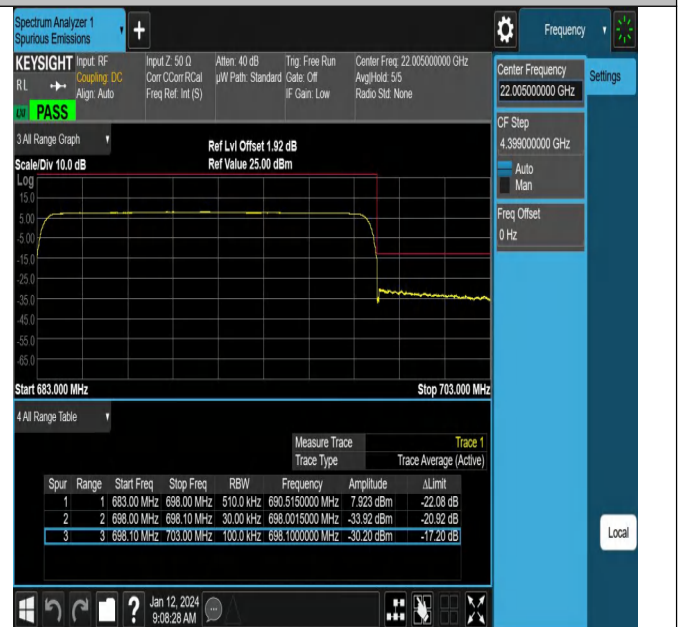 Spectrum Analyzer 1
Spurious Emissions
Frequency
KEYSIGHT Input: RF Input Z: 50 Ω Atten: 40 dB Trig: Free Run Center Freq: 22.005000000 GHz
RL Coupling: DC Corr CCorr RCal µW Path: Standard Gate: Off Avg|Hold: 5/5
Align: Auto Freq Ref: Int (S) IF Gain: Low Radio Std: None
PASS
Center Frequency
22.005000000 GHz
Settings
CF Step
4.399000000 GHz
Auto
Man
Freq Offset
0 Hz
3 All Range Graph
Ref Lvl Offset 1.92 dB
Scale/Div 10.0 dB Ref Value 25.00 dBm
Log
15.0
5.00
-5.00
-15.0
-25.0
-35.0
-45.0
-55.0
-65.0
Start 683.000 MHz Stop 703.000 MHz
4 All Range Table
Measure Trace Trace 1
Trace Type Trace Average (Active)
Spur Range Start Freq Stop Freq RBW Frequency Amplitude ΔLimit
1 1 683.00 MHz 698.00 MHz 510.0 kHz 690.5150000 MHz 7.923 dBm -22.08 dB
2 2 698.00 MHz 698.10 MHz 30.00 kHz 698.0015000 MHz -33.92 dBm -20.92 dB
3 3 698.10 MHz 703.00 MHz 100.0 kHz 698.1000000 MHz -30.20 dBm -17.20 dB
Local
Jan 12, 2024
9:08:28 AM